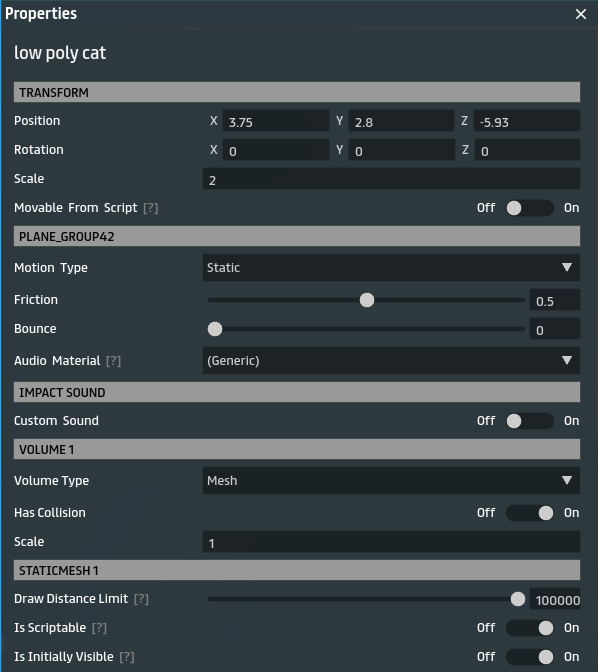 Properties
low poly cat
TRANSFORM
Position X 3.75 Y 2.8 Z -5.93
Rotation X 0 Y 0 Z 0
Scale 2
Movable From Script [?] Off On
PLANE_GROUP42
Motion Type Static
Friction 0.5
Bounce 0
Audio Material [?] (Generic)
IMPACT SOUND
Custom Sound Off On
VOLUME 1
Volume Type Mesh
Has Collision Off On
Scale 1
STATICMESH 1
Draw Distance Limit [?] 100000
Is Scriptable [?] Off On
Is Initially Visible [?] Off On